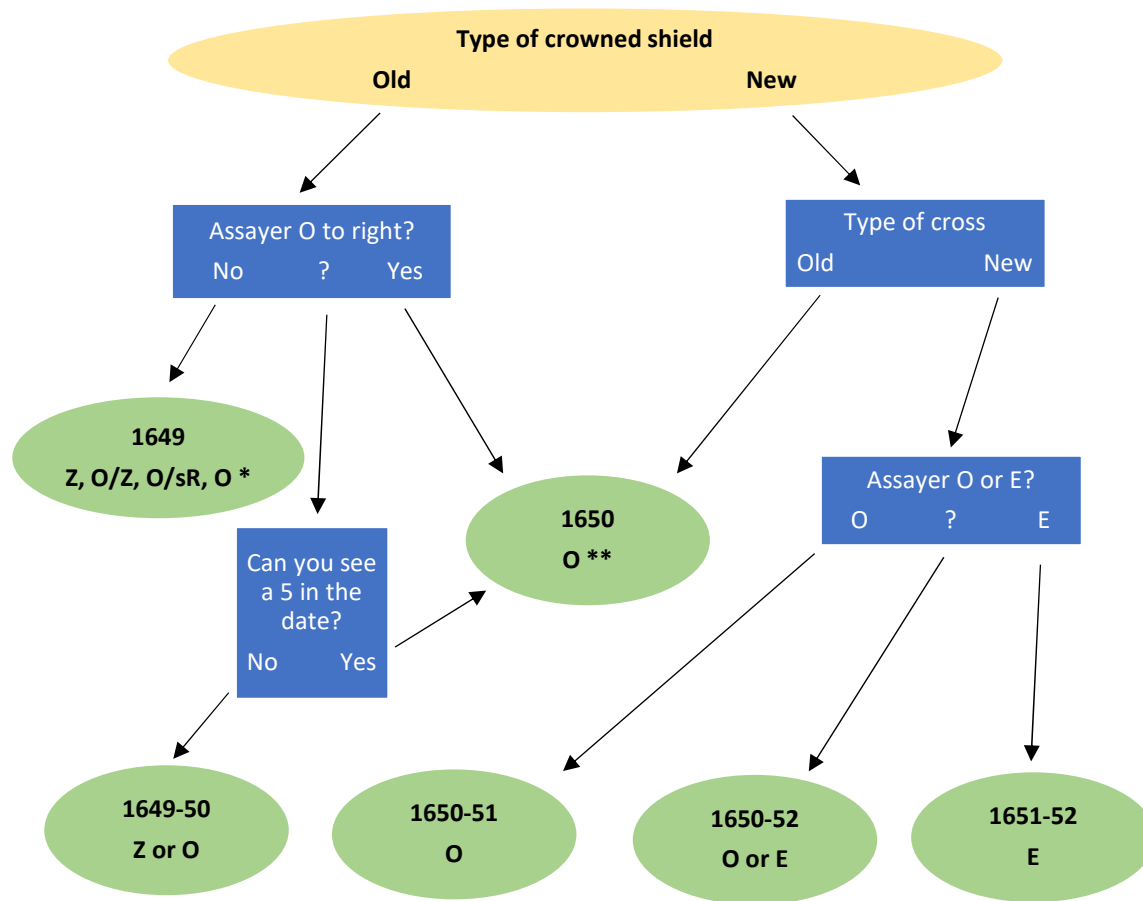 Type of crowned shield
Old New
Assayer O to right?
No ? Yes
Type of cross
Old New
1649
Z, O/Z, O/sR, O *
Assayer O or E?
O ? E
1650
O **
Can you see
a 5 in the
date?
No Yes
1649-50
Z or O
1650-51
O
1650-52
O or E
1651-52
E